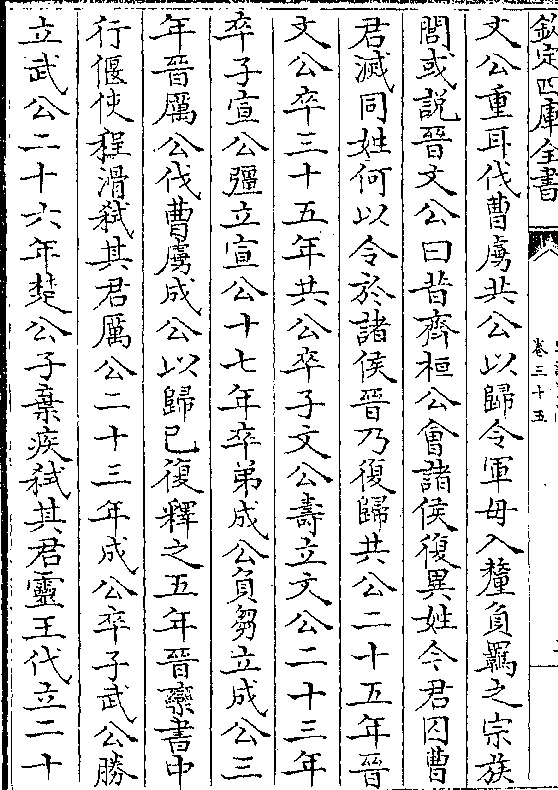 欽定四庫全書
卷三十五
文公重耳伐曹虜共公以歸令軍毋入釐負羈之宗族
閭或説晉文公曰昔齊桓公會諸侯復異姓今君囚曹
君滅同姓何以令於諸侯晉乃復歸共公二十五年晉
文公卒三十五年共公卒子文公壽立文公二十三年
卒子宣公彊立宣公十七年卒弟成公負芻立成公三
年晉厲公伐曹虜成公以歸已復釋之五年晉欒書中
行偃使程滑弑其君厲公二十三年成公卒子武公勝
立武公二十六年楚公子棄疾弑其君靈王代立二十